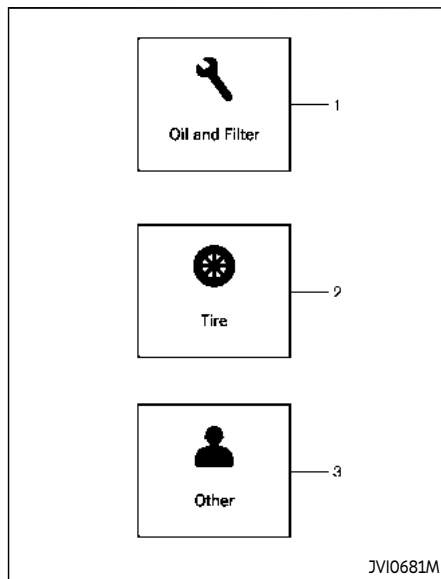 Oil and Filter
1
Tire
2
Other
3
JVI0681M